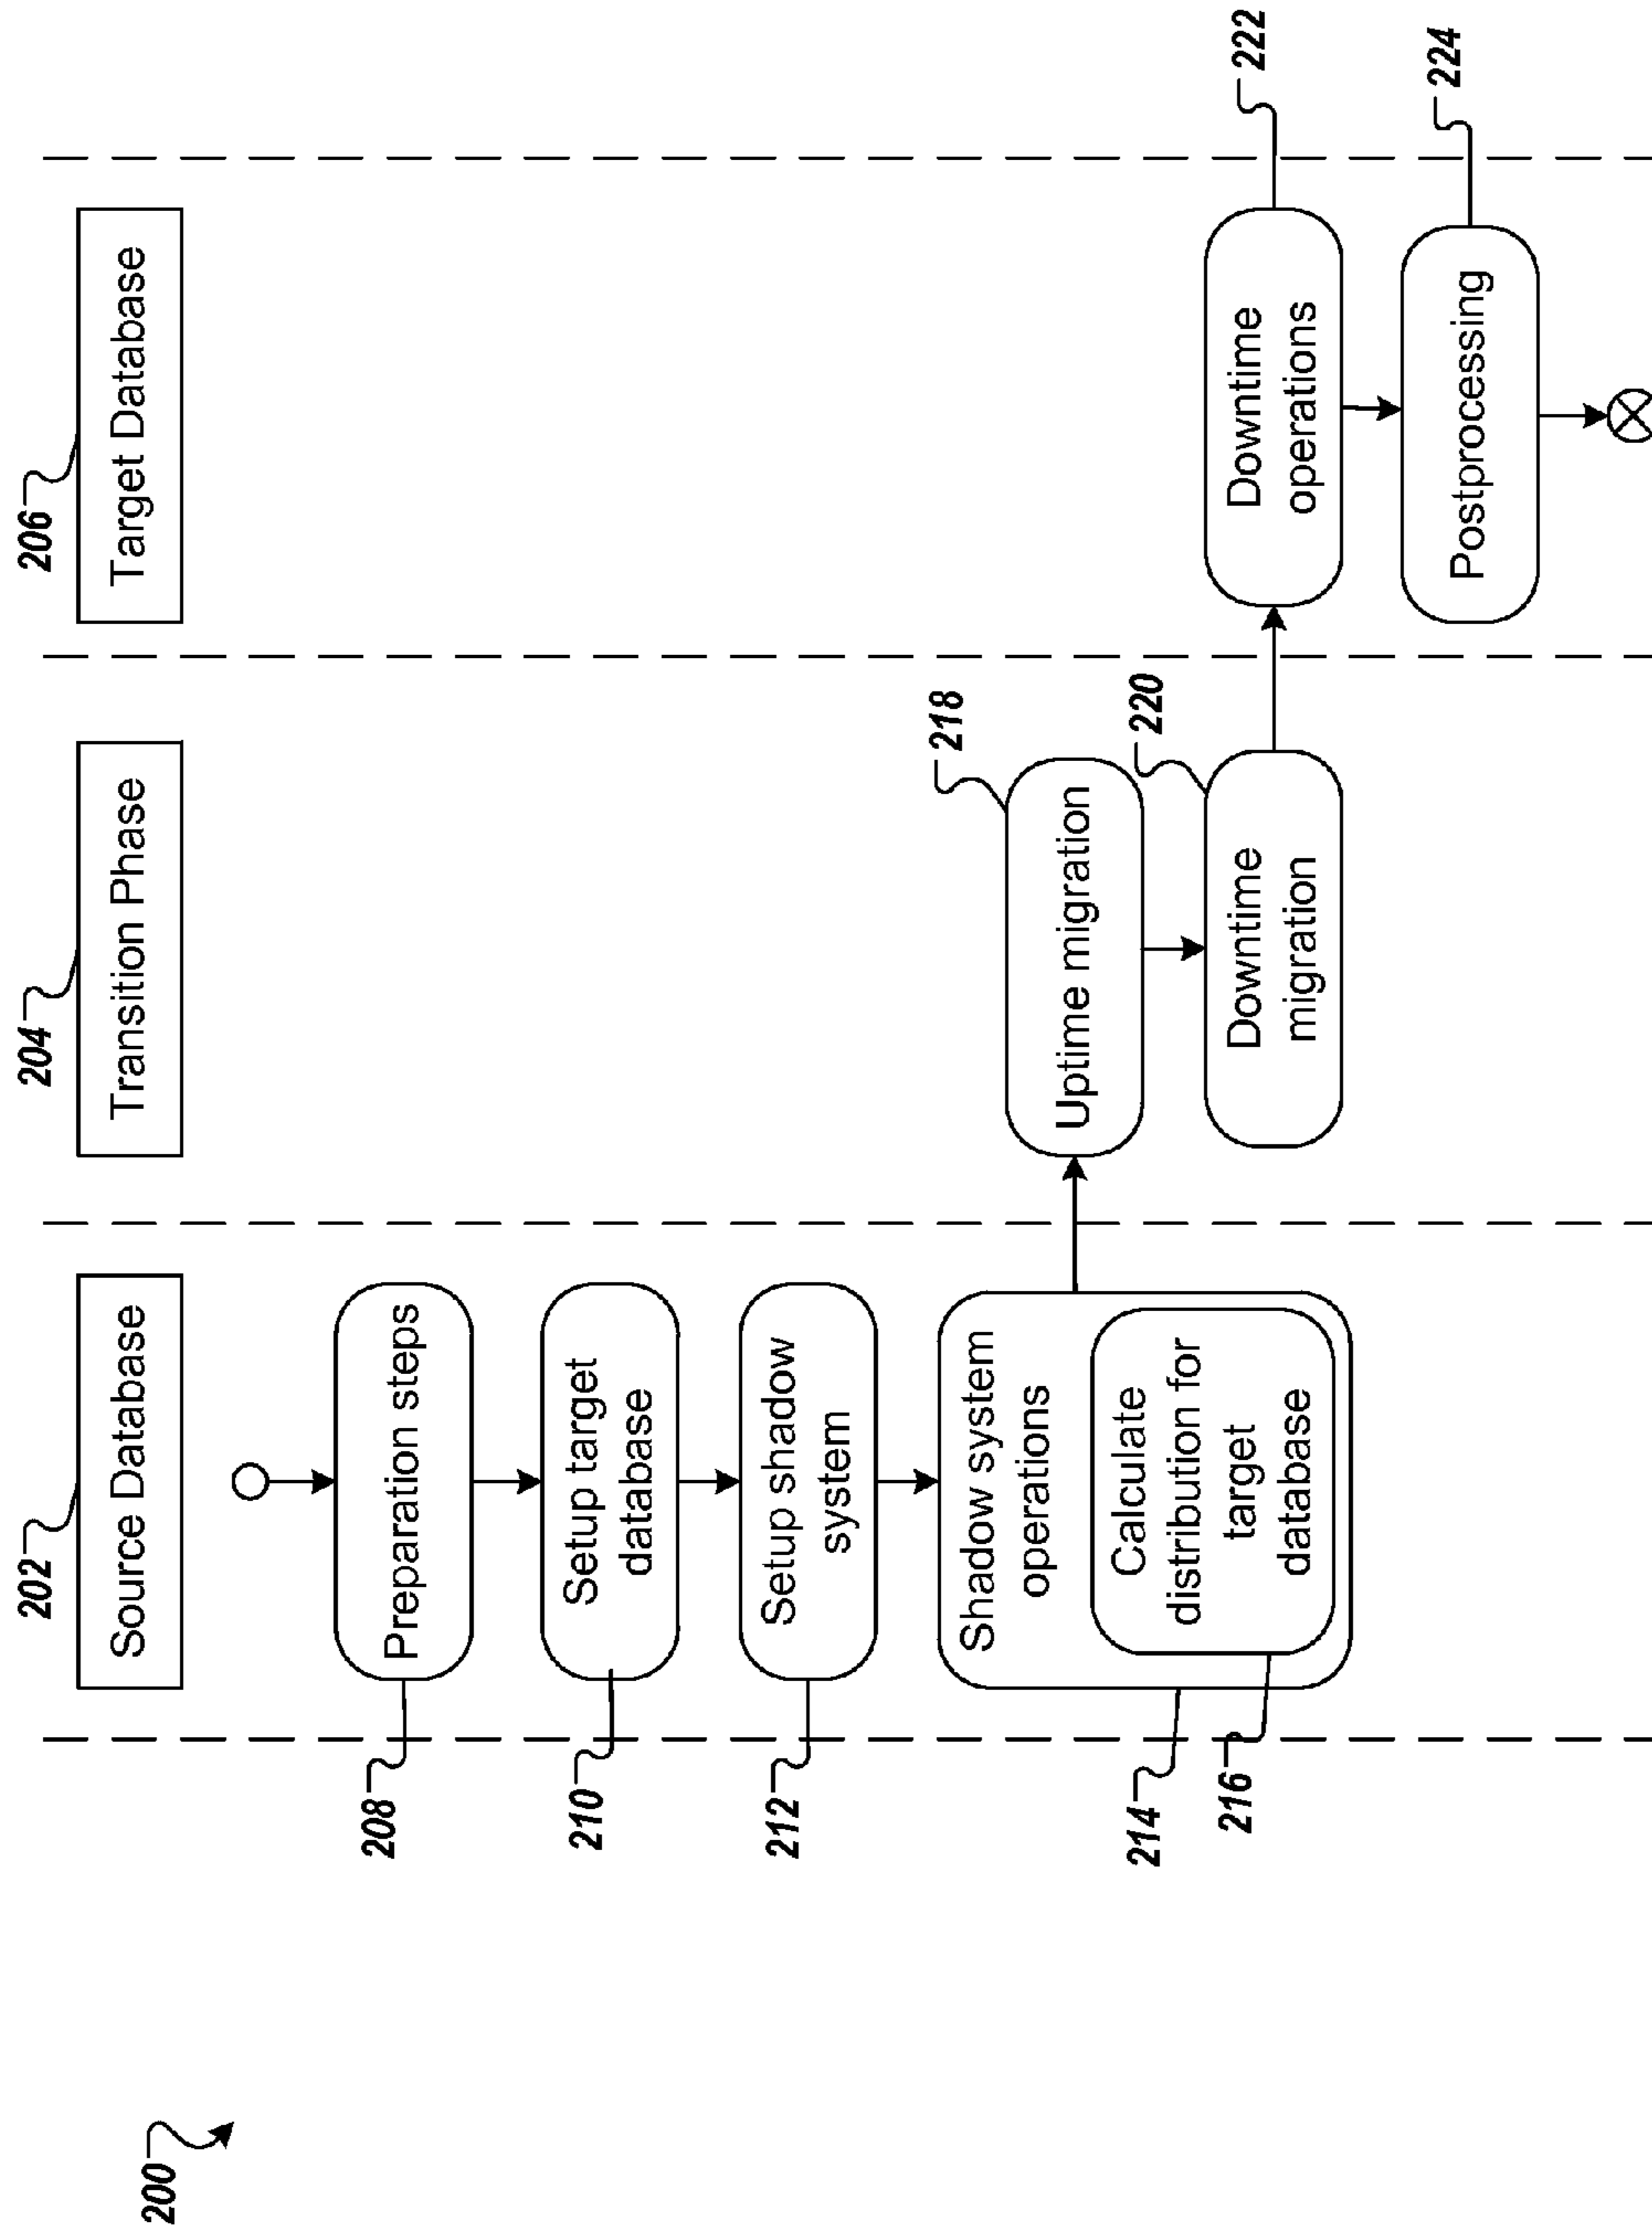 200
202
Source Database
204
Transition Phase
206
Target Database
208
Preparation steps
210
Setup target
database
212
Setup shadow
system
214
Shadow system
operations
216
Calculate
distribution for
target
database
218
Uptime migration
220
Downtime
migration
222
Downtime
operations
224
Postprocessing